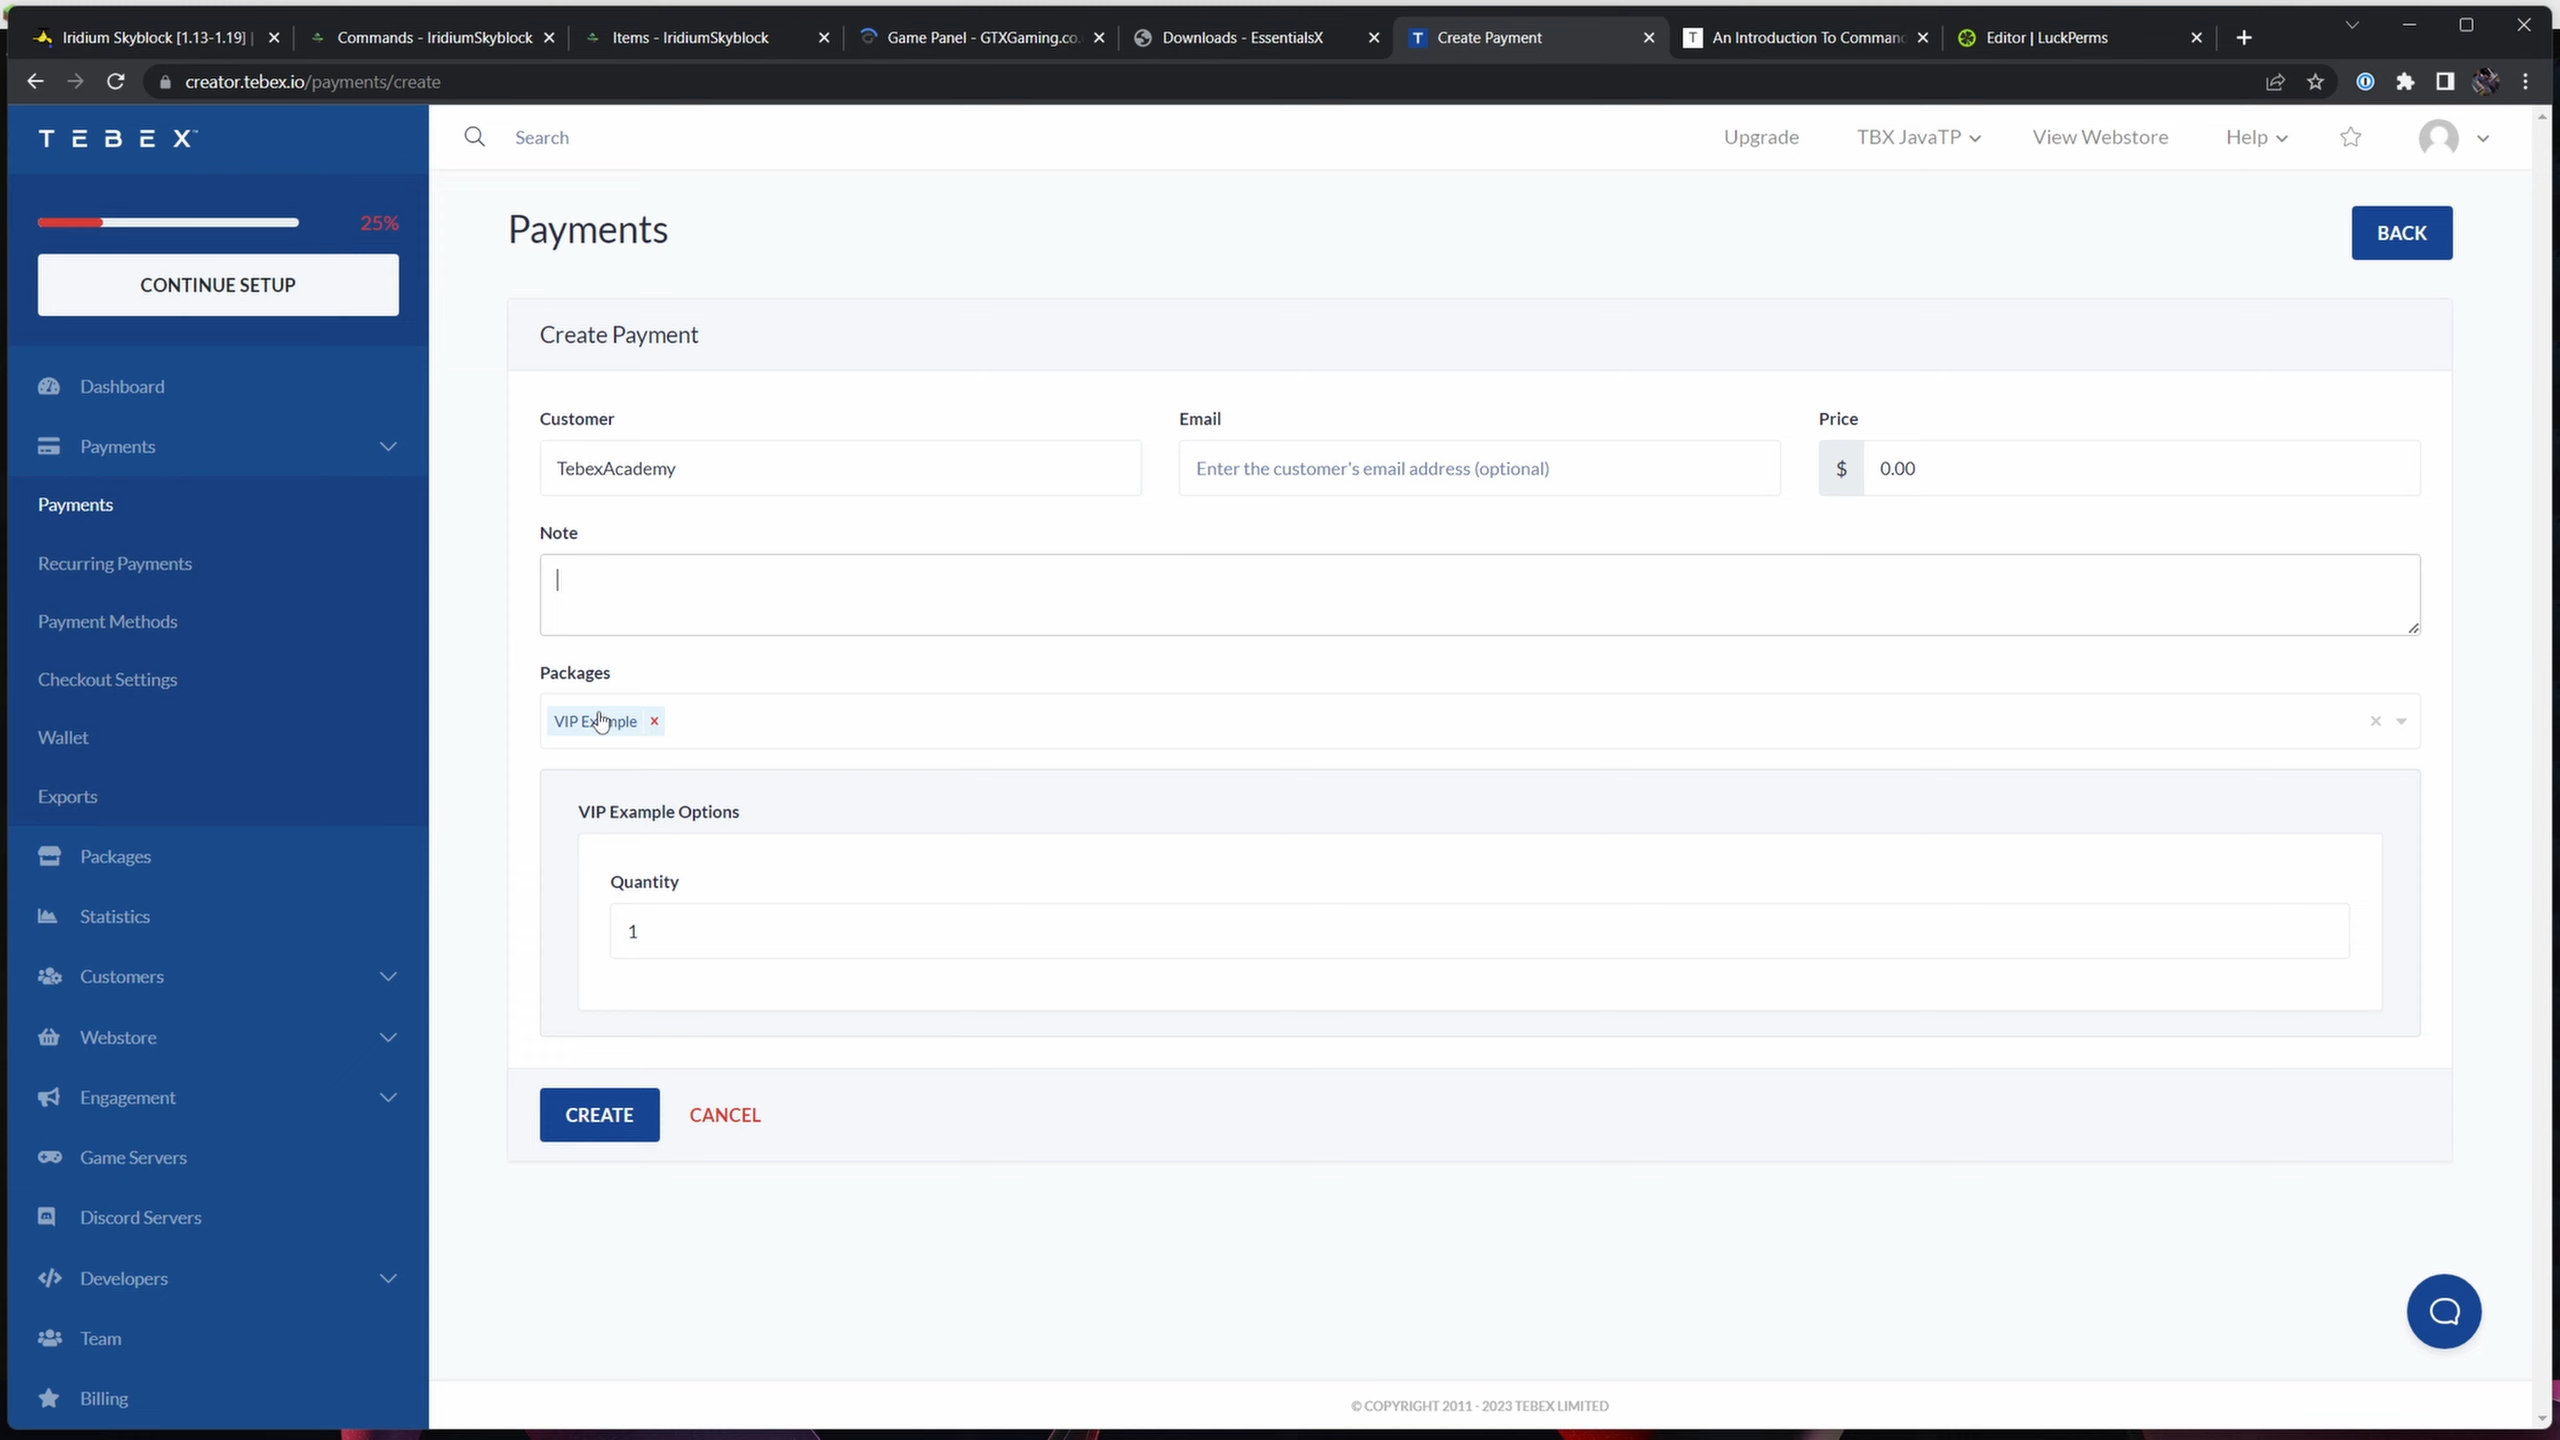 Iridium Skyblock [1.13-1.19] |
Commands - IridiumSkyblock
Items - IridiumSkyblock
Game Panel - GTXGaming.co.
Downloads - EssentialsX
Create Payment
An Introduction To Comman
Editor | LuckPerms
creator.tebex.io/payments/create
TEBEX™
Search
Upgrade
TBX JavaTP
View Webstore
Help
25%
CONTINUE SETUP
Dashboard
Payments
Payments
Recurring Payments
Payment Methods
Checkout Settings
Wallet
Exports
Packages
Statistics
Customers
Webstore
Engagement
Game Servers
Discord Servers
Developers
Team
Billing
Payments
BACK
Create Payment
Customer
Email
Price
TebexAcademy
Enter the customer's email address (optional)
$ 0.00
Note
Packages
VIP Example ×
VIP Example Options
Quantity
1
CREATE
CANCEL
© COPYRIGHT 2011 - 2023 TEBEX LIMITED